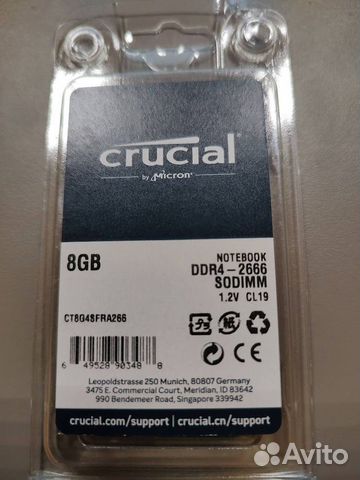 crucial
by Micron®
8GB
NOTEBOOK
DDR4-2666
SODIMM
1.2V CL19
CT8G4SFRA266
6 49528 90348 8
Leopoldstrasse 250 Munich, 80807 Germany
3475 E. Commercial Court, Meridian, ID 83642
990 Bendemeer Road, Singapore 339942
crucial.com/support | crucial.cn/support
Avito